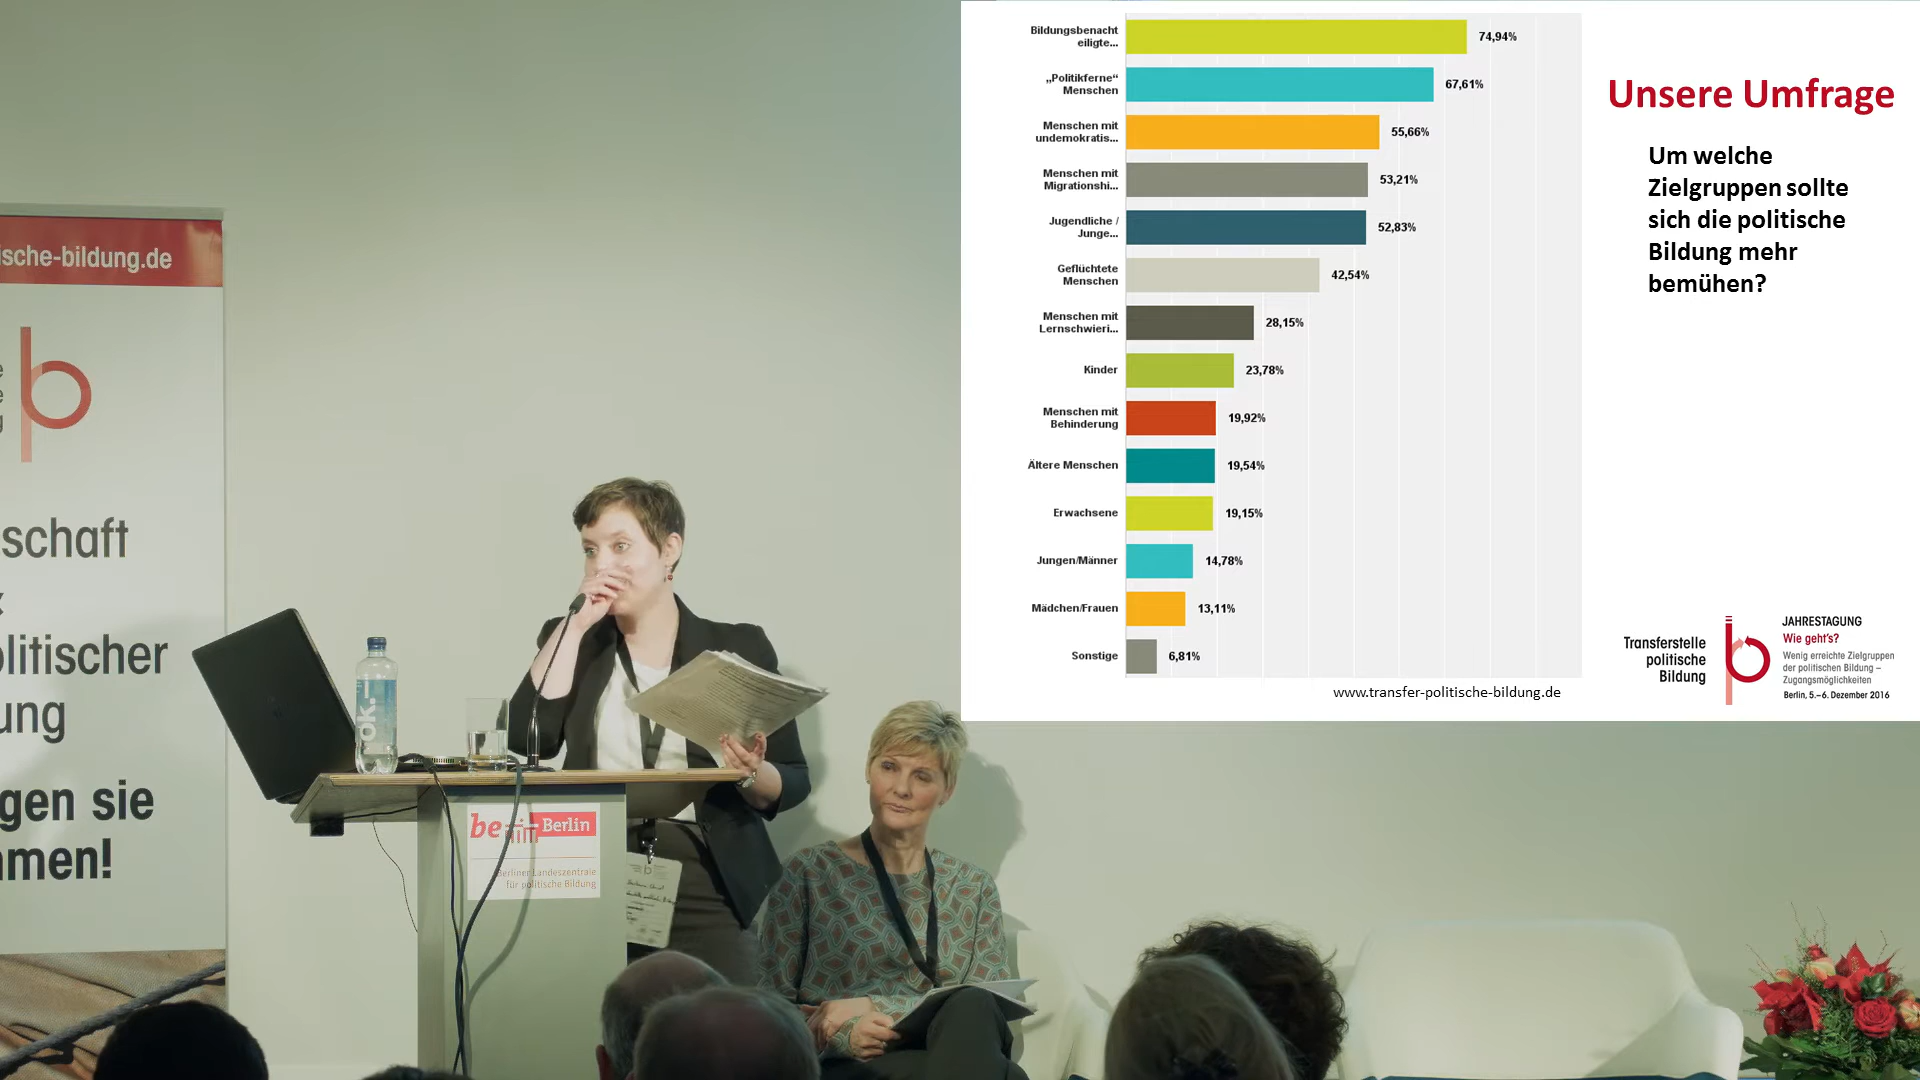 Bildungsbenacht
eiligte...
74,94%
„Politikferne“
Menschen
67,61%
Menschen mit
undemokratis...
55,66%
Menschen mit
Migrationshi...
53,21%
Jugendliche /
Junge...
52,83%
Geflüchtete
Menschen
42,54%
Menschen mit
Lernschwieri...
28,15%
Kinder
23,78%
Menschen mit
Behinderung
19,92%
Ältere Menschen
19,54%
Erwachsene
19,15%
Jungen/Männer
14,78%
Mädchen/Frauen
13,11%
Sonstige
6,81%
www.transfer-politische-bildung.de
Unsere Umfrage
Um welche
Zielgruppen sollte
sich die politische
Bildung mehr
bemühen?
Transferstelle
politische
Bildung
JAHRESTAGUNG
Wie geht's?
Wenig erreichte Zielgruppen
der politischen Bildung –
Zugangsmöglichkeiten
Berlin, 5.–6. Dezember 2016
ische-bildung.de
schaft
litischer
ung
gen sie
men!
ok.–
be Berlin
Berliner Landeszentrale
für politische Bildung